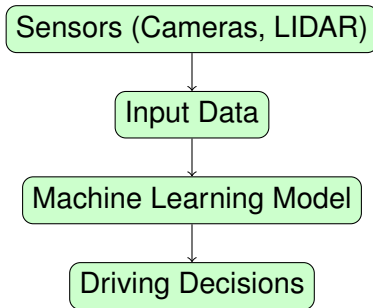 Sensors (Cameras, LIDAR)
Input Data
Machine Learning Model
Driving Decisions